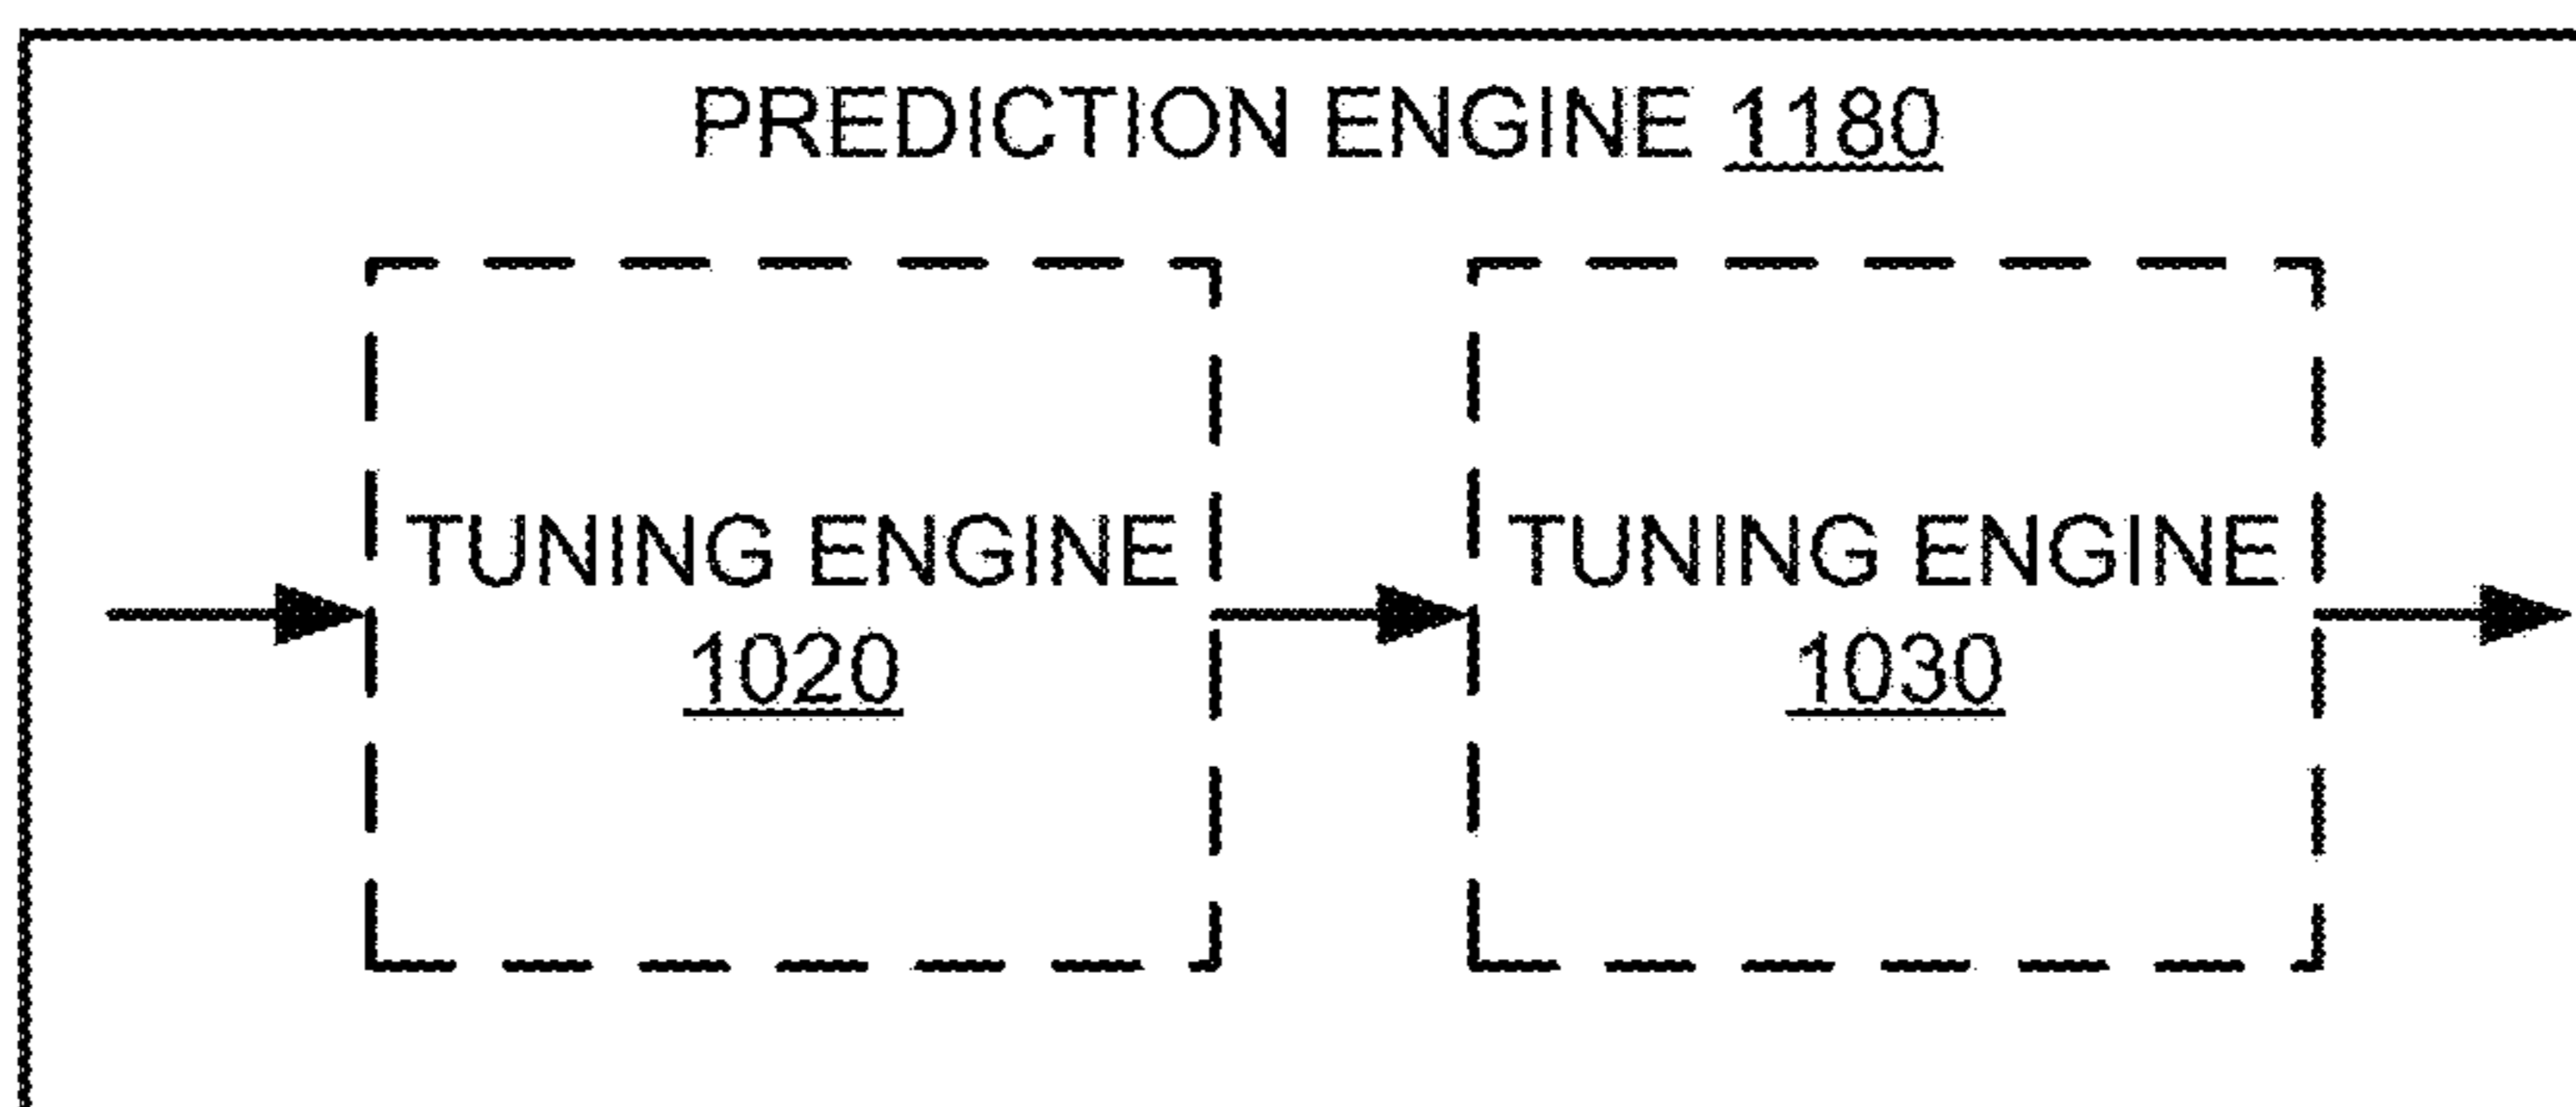 PREDICTION ENGINE 1180
TUNING ENGINE
1020
TUNING ENGINE
1030